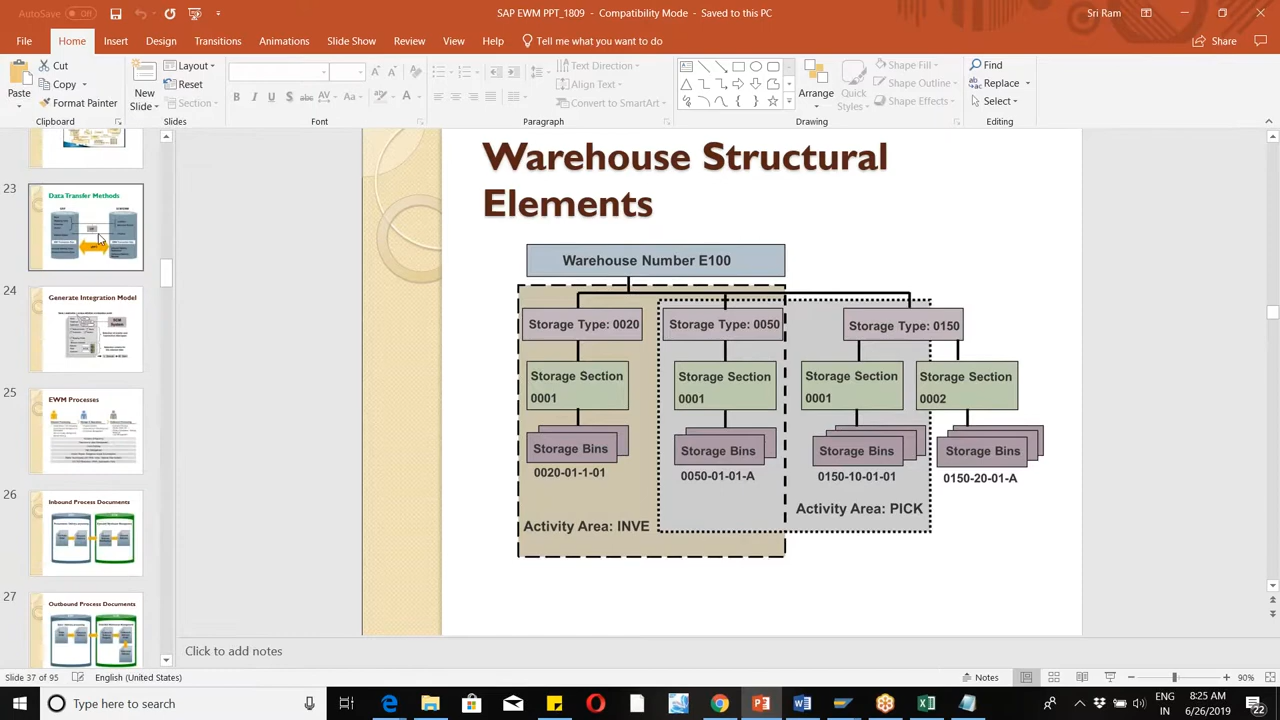 AutoSave
Off
SAP EWM PPT_1809 - Compatibility Mode - Saved to this PC
Sri Ram
File
Home
Insert
Design
Transitions
Animations
Slide Show
Review
View
Help
Tell me what you want to do
Share
Paste
Cut
Copy
Format Painter
Clipboard
New
Slide
Layout
Reset
Section
Slides
Font
Text Direction
Align Text
Convert to SmartArt
Paragraph
Arrange
Quick
Styles
Shape Fill
Shape Outline
Shape Effects
Drawing
Find
Replace
Select
Editing
23
Data Transfer Methods
24
Generate Integration Model
25
EWM Processes
26
Inbound Process Documents
27
Outbound Process Documents
Warehouse Structural
Elements
Warehouse Number E100
Storage Type: 0020
Storage Type: 0050
Storage Type: 0150
Storage Section
0001
Storage Section
0001
Storage Section
0001
Storage Section
0002
Storage Bins
Storage Bins
Storage Bins
Storage Bins
0020-01-1-01
0050-01-01-A
0150-10-01-01
0150-20-01-A
Activity Area: INVE
Activity Area: PICK
Click to add notes
Slide 37 of 95
English (United States)
Notes
90%
Type here to search
ENG
IN
8:25 AM
6/26/2019
22